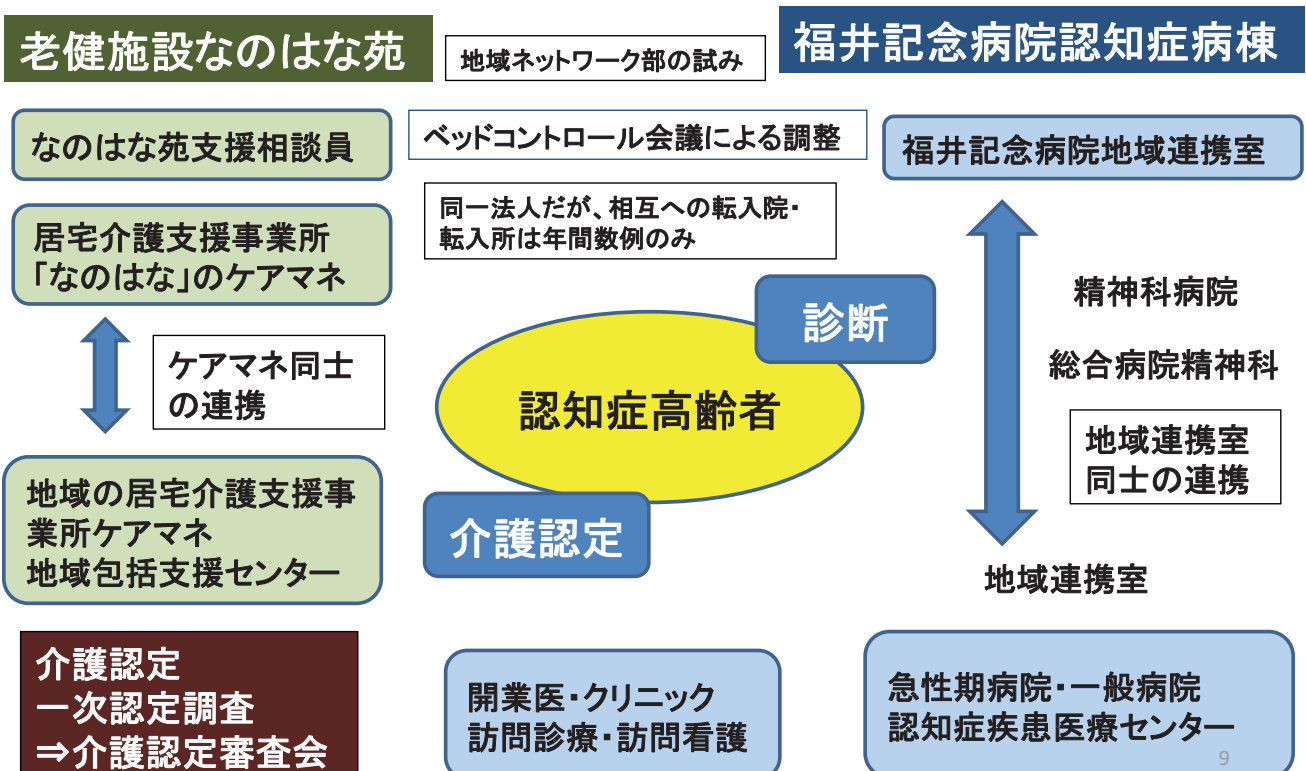 老健施設なのはな苑
地域ネットワーク部の試み
福井記念病院認知症病棟
なのはな苑支援相談員
ベッドコントロール会議による調整
福井記念病院地域連携室
居宅介護支援事業所
「なのはな」のケアマネ
同一法人だが、相互への転入院・
転入所は年間数例のみ
診断
精神科病院
総合病院精神科
ケアマネ同士
の連携
認知症高齢者
地域連携室
同士の連携
地域の居宅介護支援事
業所ケアマネ
地域包括支援センター
介護認定
地域連携室
介護認定
一次認定調査
⇒介護認定審査会
開業医・クリニック
訪問診療・訪問看護
急性期病院・一般病院
認知症疾患医療センター
9